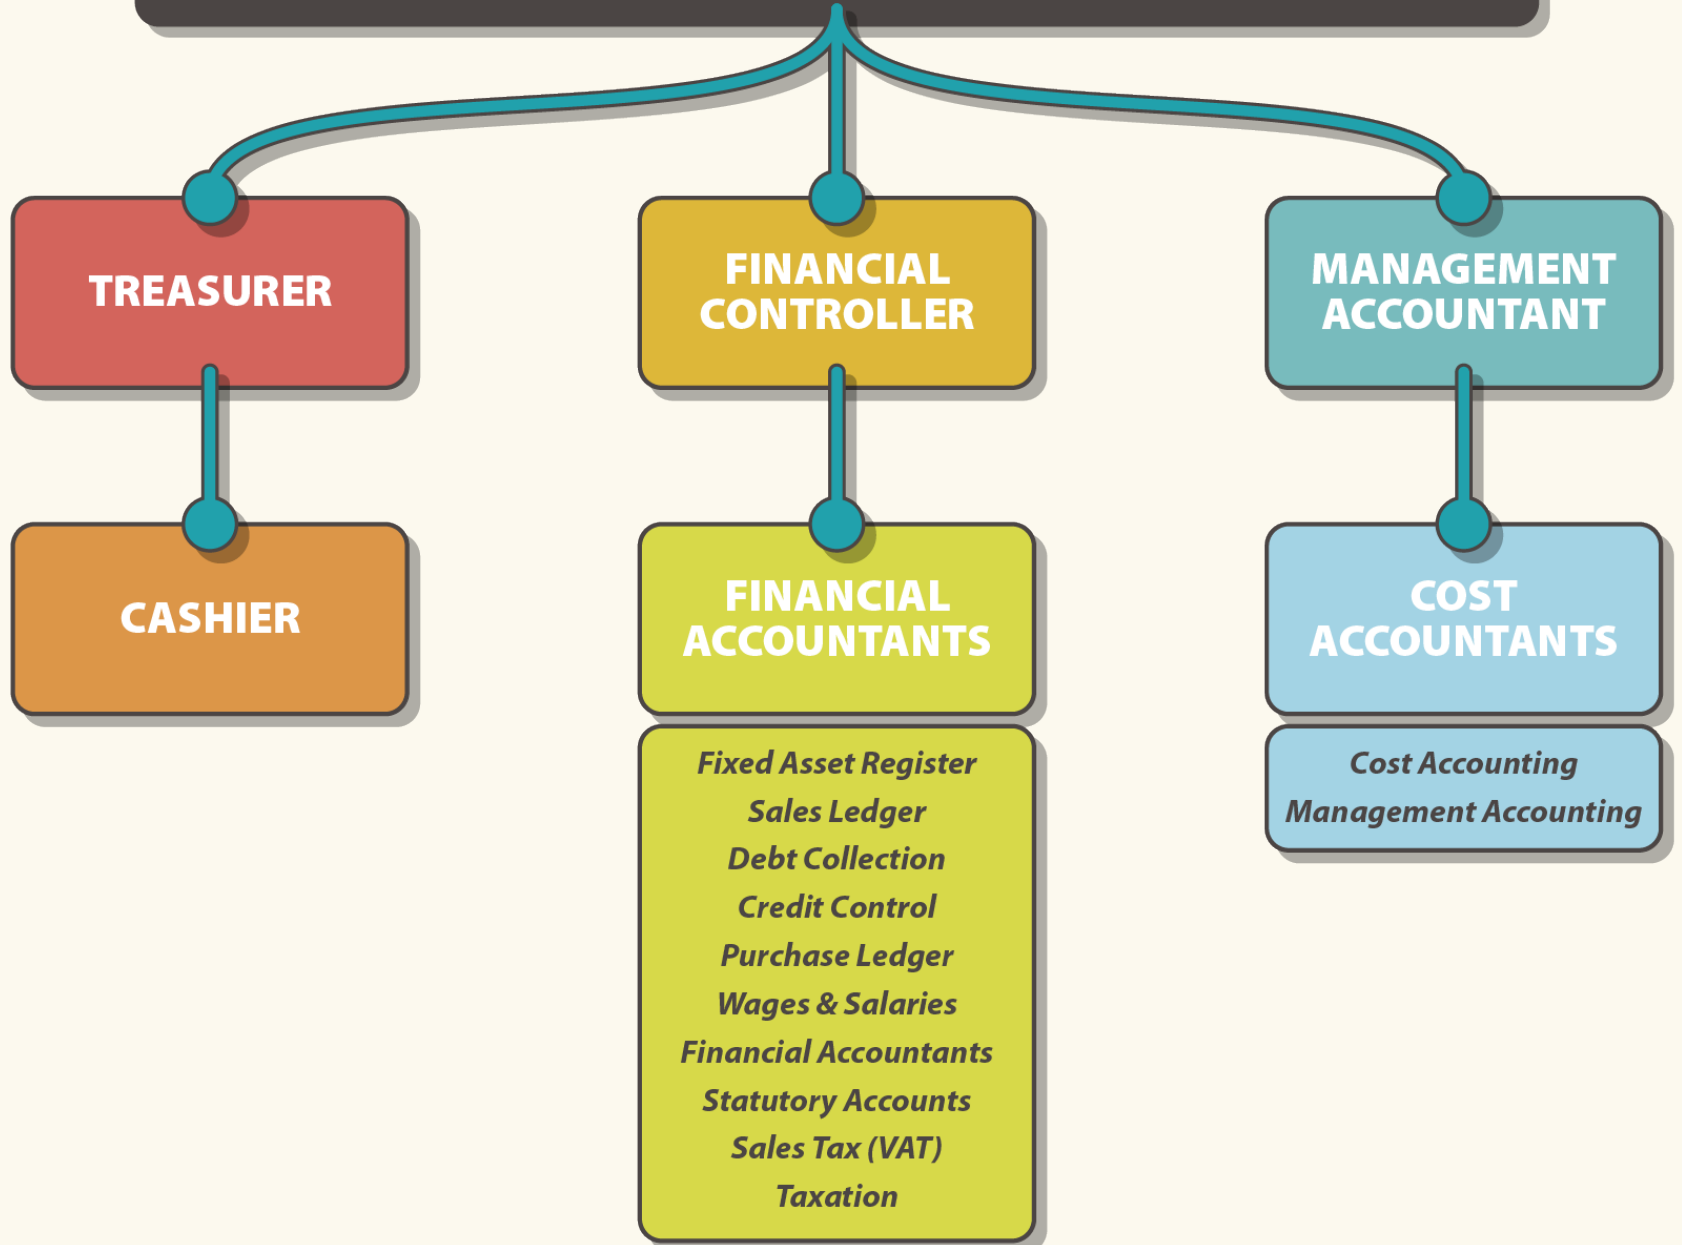 TREASURER
FINANCIAL
CONTROLLER
MANAGEMENT
ACCOUNTANT
CASHIER
FINANCIAL
ACCOUNTANTS
COST
ACCOUNTANTS
Fixed Asset Register
Sales Ledger
Debt Collection
Credit Control
Purchase Ledger
Wages & Salaries
Financial Accountants
Statutory Accounts
Sales Tax (VAT)
Taxation
Cost Accounting
Management Accounting